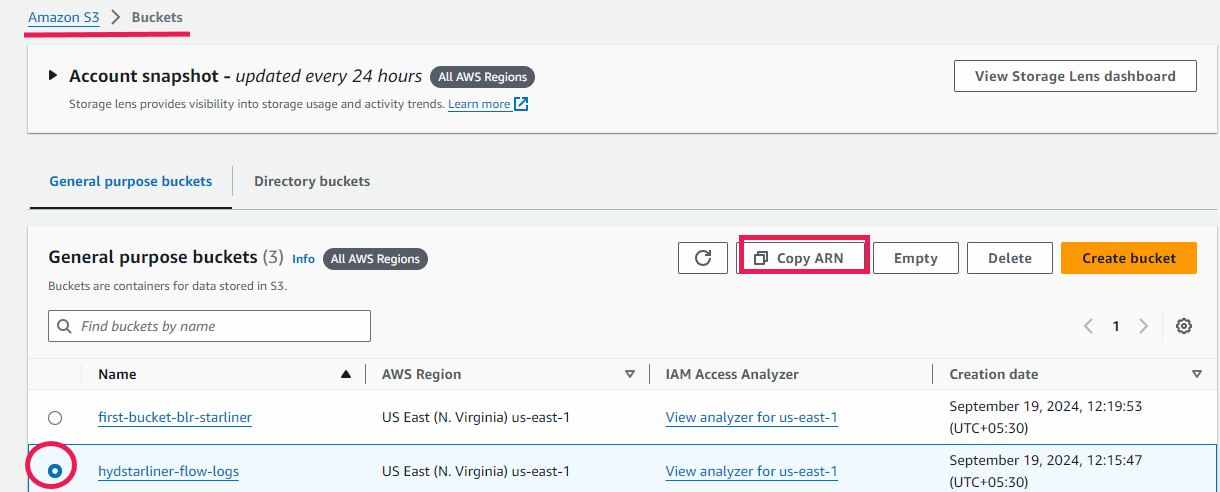 Amazon S3 > Buckets
Account snapshot - updated every 24 hours All AWS Regions View Storage Lens dashboard
Storage lens provides visibility into storage usage and activity trends. Learn more
General purpose buckets Directory buckets
General purpose buckets (3) Info All AWS Regions Copy ARN Empty Delete Create bucket
Buckets are containers for data stored in S3.
Find buckets by name 1
Name AWS Region IAM Access Analyzer Creation date
first-bucket-blr-starliner US East (N. Virginia) us-east-1 View analyzer for us-east-1 September 19, 2024, 12:19:53 (UTC+05:30)
hydstarliner-flow-logs US East (N. Virginia) us-east-1 View analyzer for us-east-1 September 19, 2024, 12:15:47 (UTC+05:30)